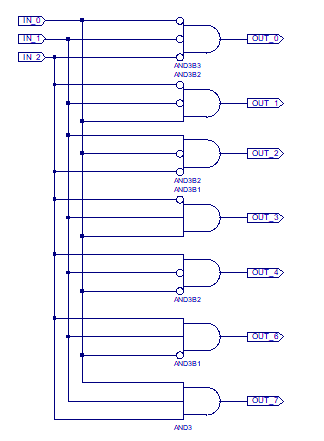 IN_0
OUT_0
IN_1
IN_2
AND3B3
AND3B2
OUT_1
OUT_2
AND3B2
AND3B1
OUT_3
OUT_4
AND3B2
OUT_6
AND3B1
OUT_7
AND3